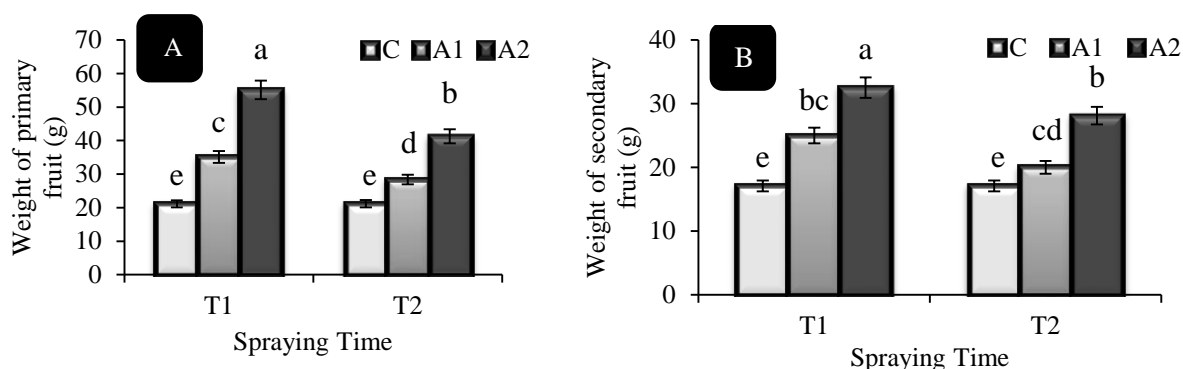 A
C A1 A2
Weight of primary
fruit (g)
70
60
50
40
30
20
10
0
e
c
a
e
d
b
T1 T2
Spraying Time
B
C A1 A2
Weight of secondary
fruit (g)
40
30
20
10
0
e
bc
a
e
cd
b
T1 T2
Spraying Time